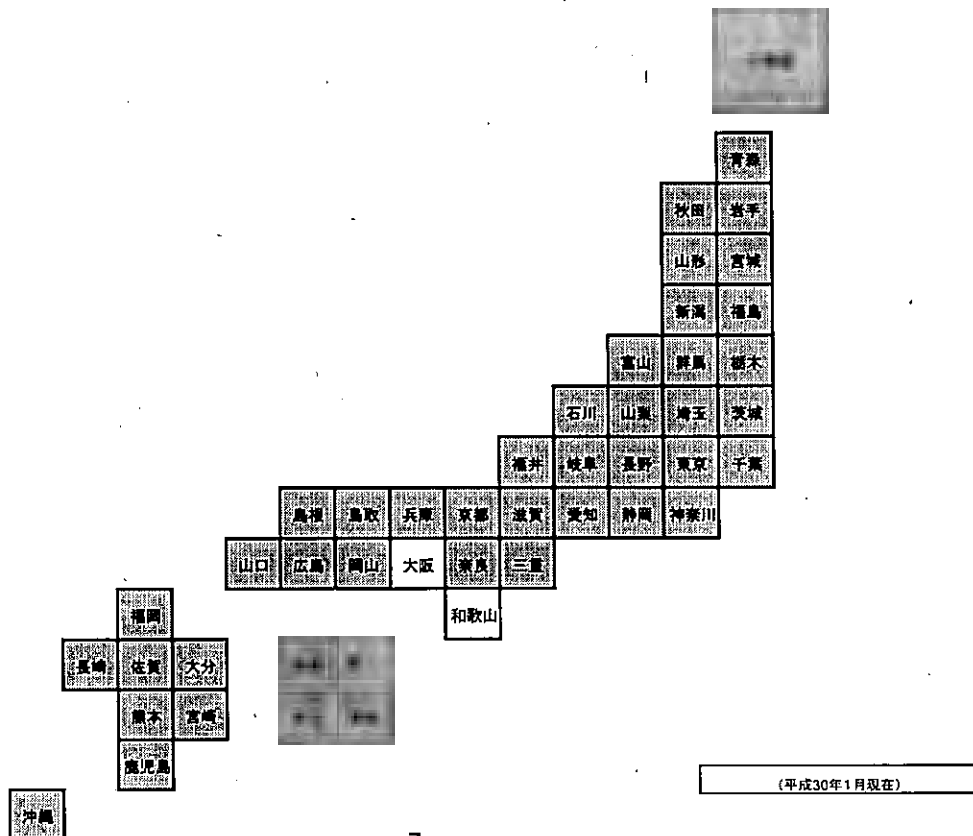 青森
秋田 岩手
山形 宮城
新潟 福島
富山 群馬 栃木
石川 山梨 埼玉 茨城
福井 岐阜 長野 東京 千葉
島根 鳥取 兵庫 京都 滋賀 愛知 静岡 神奈川
山口 広島 岡山 大阪 奈良 三重
福岡 和歌山
長崎 佐賀 大分
熊本 宮崎
鹿児島
(平成30年1月現在)
沖縄